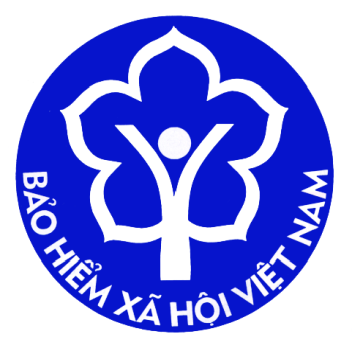 BẢO HIỂM XÃ HỘI VIỆT NAM